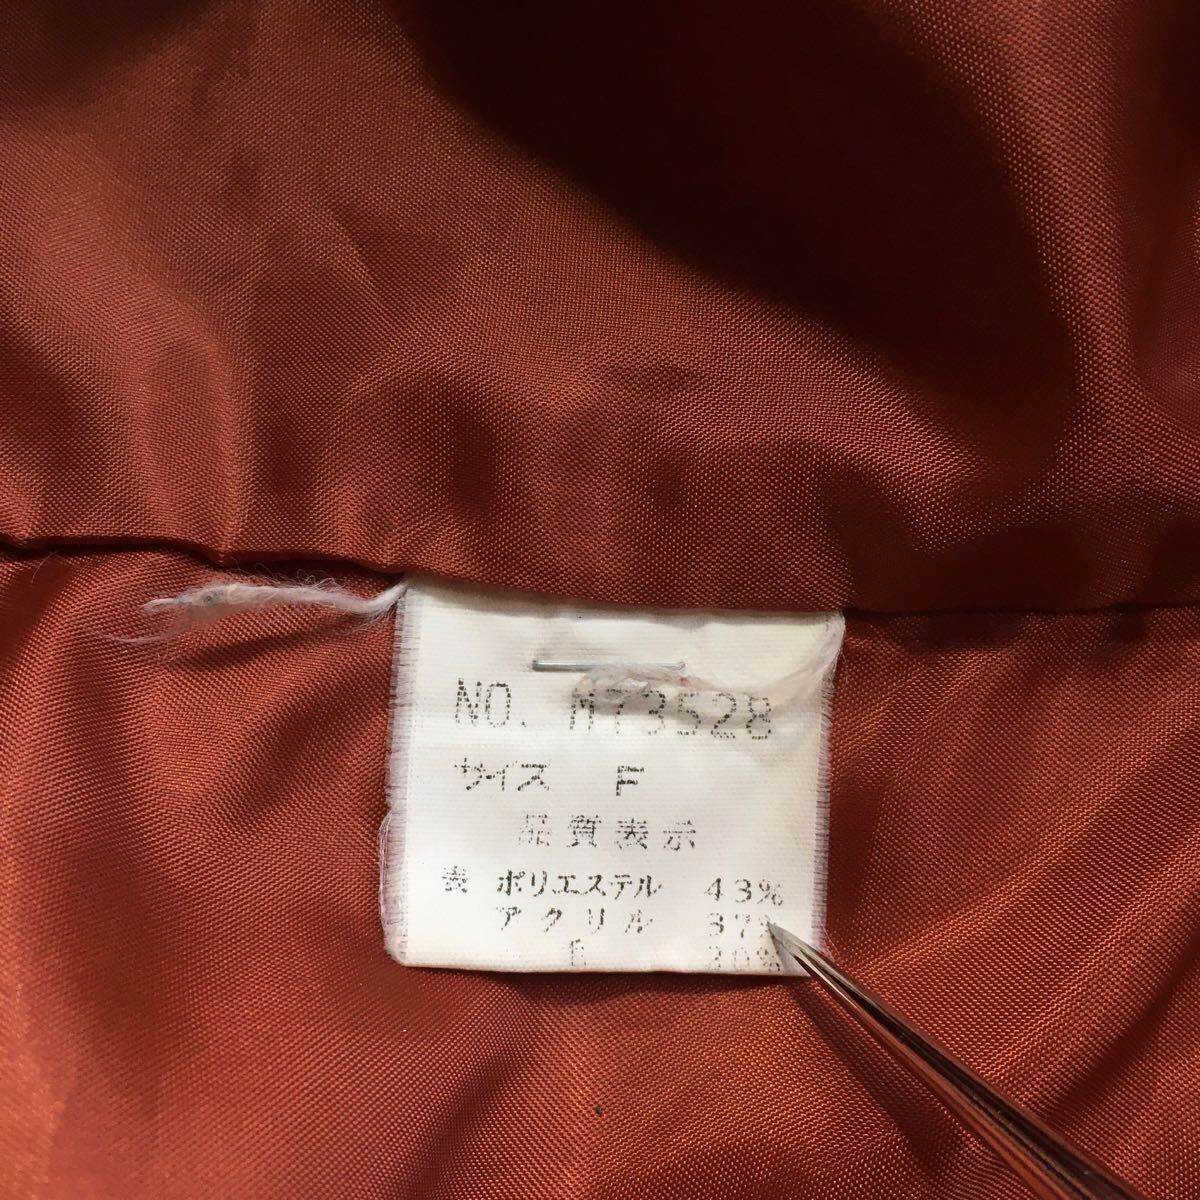 NO. M73528
サイズ F
品質表示
表 ポリエステル 43%
アクリル 37%
毛 20%